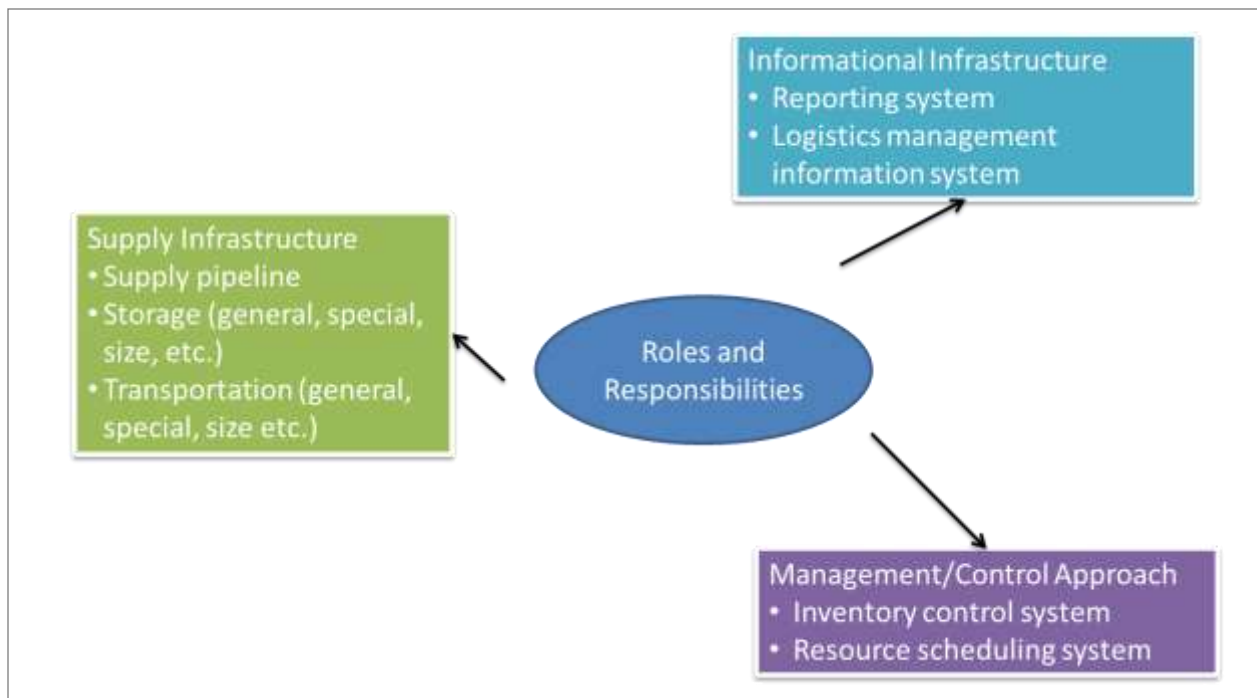 Informational Infrastructure
• Reporting system
• Logistics management
information system
Supply Infrastructure
• Supply pipeline
• Storage (general, special,
size, etc.)
• Transportation (general,
special, size etc.)
Roles and
Responsibilities
Management/Control Approach
• Inventory control system
• Resource scheduling system